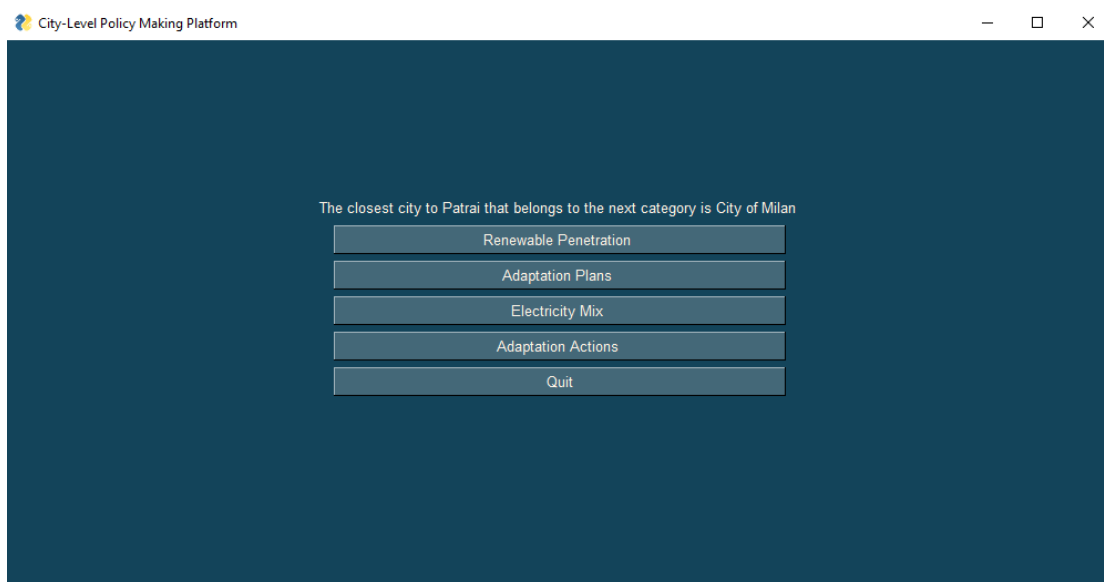 City-Level Policy Making Platform
The closest city to Patrai that belongs to the next category is City of Milan
Renewable Penetration
Adaptation Plans
Electricity Mix
Adaptation Actions
Quit